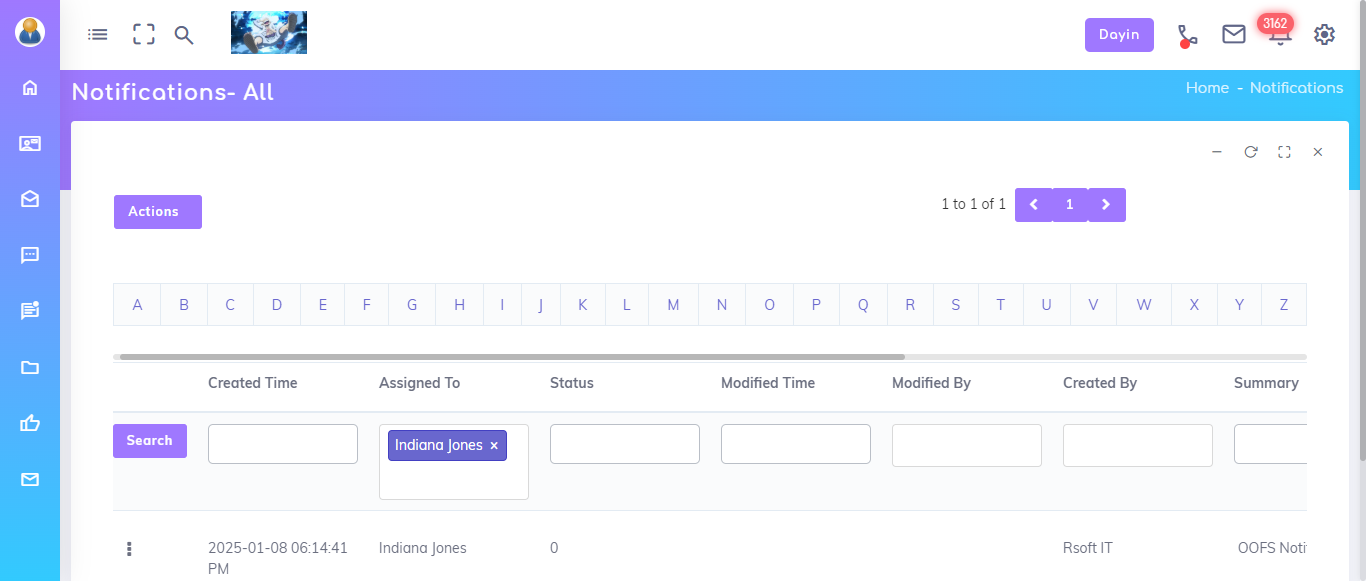 Dayin
3162
Notifications- All
Home - Notifications
Actions
1 to 1 of 1
1
A B C D E F G H I J K L M N O P Q R S T U V W X Y Z
Created Time Assigned To Status Modified Time Modified By Created By Summary
Search
Indiana Jones ×
2025-01-08 06:14:41 Indiana Jones 0 Rsoft IT OOFS Noti
PM